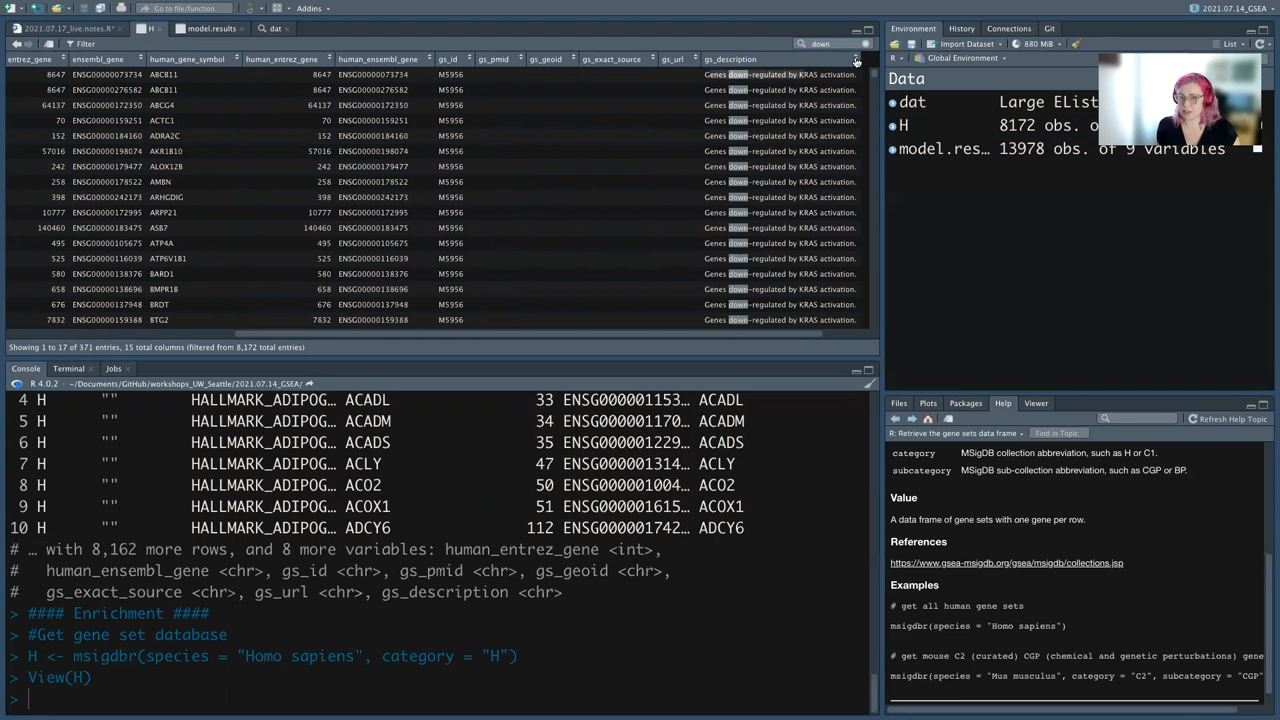 Go to file/function
Addins
2021.07.14_GSEA
2021.07.17_live.notes.R*
H
model.results
dat
Filter
down
entrez_gene ensembl_gene human_gene_symbol human_entrez_gene human_ensembl_gene gs_id gs_pmid gs_geoid gs_exact_source gs_url gs_description
8647 ENSG00000073734 ABCB11 8647 ENSG00000073734 M5956 Genes down-regulated by KRAS activation.
8647 ENSG00000276582 ABCB11 8647 ENSG00000276582 M5956 Genes down-regulated by KRAS activation.
64137 ENSG00000172350 ABCG4 64137 ENSG00000172350 M5956 Genes down-regulated by KRAS activation.
70 ENSG00000159251 ACTC1 70 ENSG00000159251 M5956 Genes down-regulated by KRAS activation.
152 ENSG00000184160 ADRA2C 152 ENSG00000184160 M5956 Genes down-regulated by KRAS activation.
57016 ENSG00000198074 AKR1B10 57016 ENSG00000198074 M5956 Genes down-regulated by KRAS activation.
242 ENSG00000179477 ALOX12B 242 ENSG00000179477 M5956 Genes down-regulated by KRAS activation.
258 ENSG00000178522 AMBN 258 ENSG00000178522 M5956 Genes down-regulated by KRAS activation.
398 ENSG00000242173 ARHGDIG 398 ENSG00000242173 M5956 Genes down-regulated by KRAS activation.
10777 ENSG00000172995 ARPP21 10777 ENSG00000172995 M5956 Genes down-regulated by KRAS activation.
140460 ENSG00000183475 ASB7 140460 ENSG00000183475 M5956 Genes down-regulated by KRAS activation.
495 ENSG00000105675 ATP4A 495 ENSG00000105675 M5956 Genes down-regulated by KRAS activation.
525 ENSG00000116039 ATP6V1B1 525 ENSG00000116039 M5956 Genes down-regulated by KRAS activation.
580 ENSG00000138376 BARD1 580 ENSG00000138376 M5956 Genes down-regulated by KRAS activation.
658 ENSG00000138696 BMPR1B 658 ENSG00000138696 M5956 Genes down-regulated by KRAS activation.
676 ENSG00000137948 BRDT 676 ENSG00000137948 M5956 Genes down-regulated by KRAS activation.
7832 ENSG00000159388 BTG2 7832 ENSG00000159388 M5956 Genes down-regulated by KRAS activation.
Showing 1 to 17 of 371 entries, 15 total columns (filtered from 8,172 total entries)
Console Terminal Jobs
R 4.0.2 · ~/Documents/GitHub/workshops_UW_Seattle/2021.07.14_GSEA/
4 H "" HALLMARK_ADIPOG… ACADL 33 ENSG000001153… ACADL
5 H "" HALLMARK_ADIPOG… ACADM 34 ENSG000001170… ACADM
6 H "" HALLMARK_ADIPOG… ACADS 35 ENSG000001229… ACADS
7 H "" HALLMARK_ADIPOG… ACLY 47 ENSG000001314… ACLY
8 H "" HALLMARK_ADIPOG… ACO2 50 ENSG000001004… ACO2
9 H "" HALLMARK_ADIPOG… ACOX1 51 ENSG000001615… ACOX1
10 H "" HALLMARK_ADIPOG… ADCY6 112 ENSG000001742… ADCY6
# … with 8,162 more rows, and 8 more variables: human_entrez_gene <int>,
# human_ensembl_gene <chr>, gs_id <chr>, gs_pmid <chr>, gs_geoid <chr>,
# gs_exact_source <chr>, gs_url <chr>, gs_description <chr>
> #### Enrichment ####
> #Get gene set database
> H <- msigdbr(species = "Homo sapiens", category = "H")
> View(H)
>
Environment History Connections Git
Import Dataset 880 MiB List
R Global Environment
Data
dat Large EList
H 8172 obs. of
model.res… 13978 obs. of 9 variables
Files Plots Packages Help Viewer
Refresh Help Topic
R: Retrieve the gene sets data frame Find in Topic
category MSigDB collection abbreviation, such as H or C1.
subcategory MSigDB sub-collection abbreviation, such as CGP or BP.
Value
A data frame of gene sets with one gene per row.
References
https://www.gsea-msigdb.org/gsea/msigdb/collections.jsp
Examples
# get all human gene sets
msigdbr(species = "Homo sapiens")
# get mouse C2 (curated) CGP (chemical and genetic perturbations) gene
msigdbr(species = "Mus musculus", category = "C2", subcategory = "CGP"